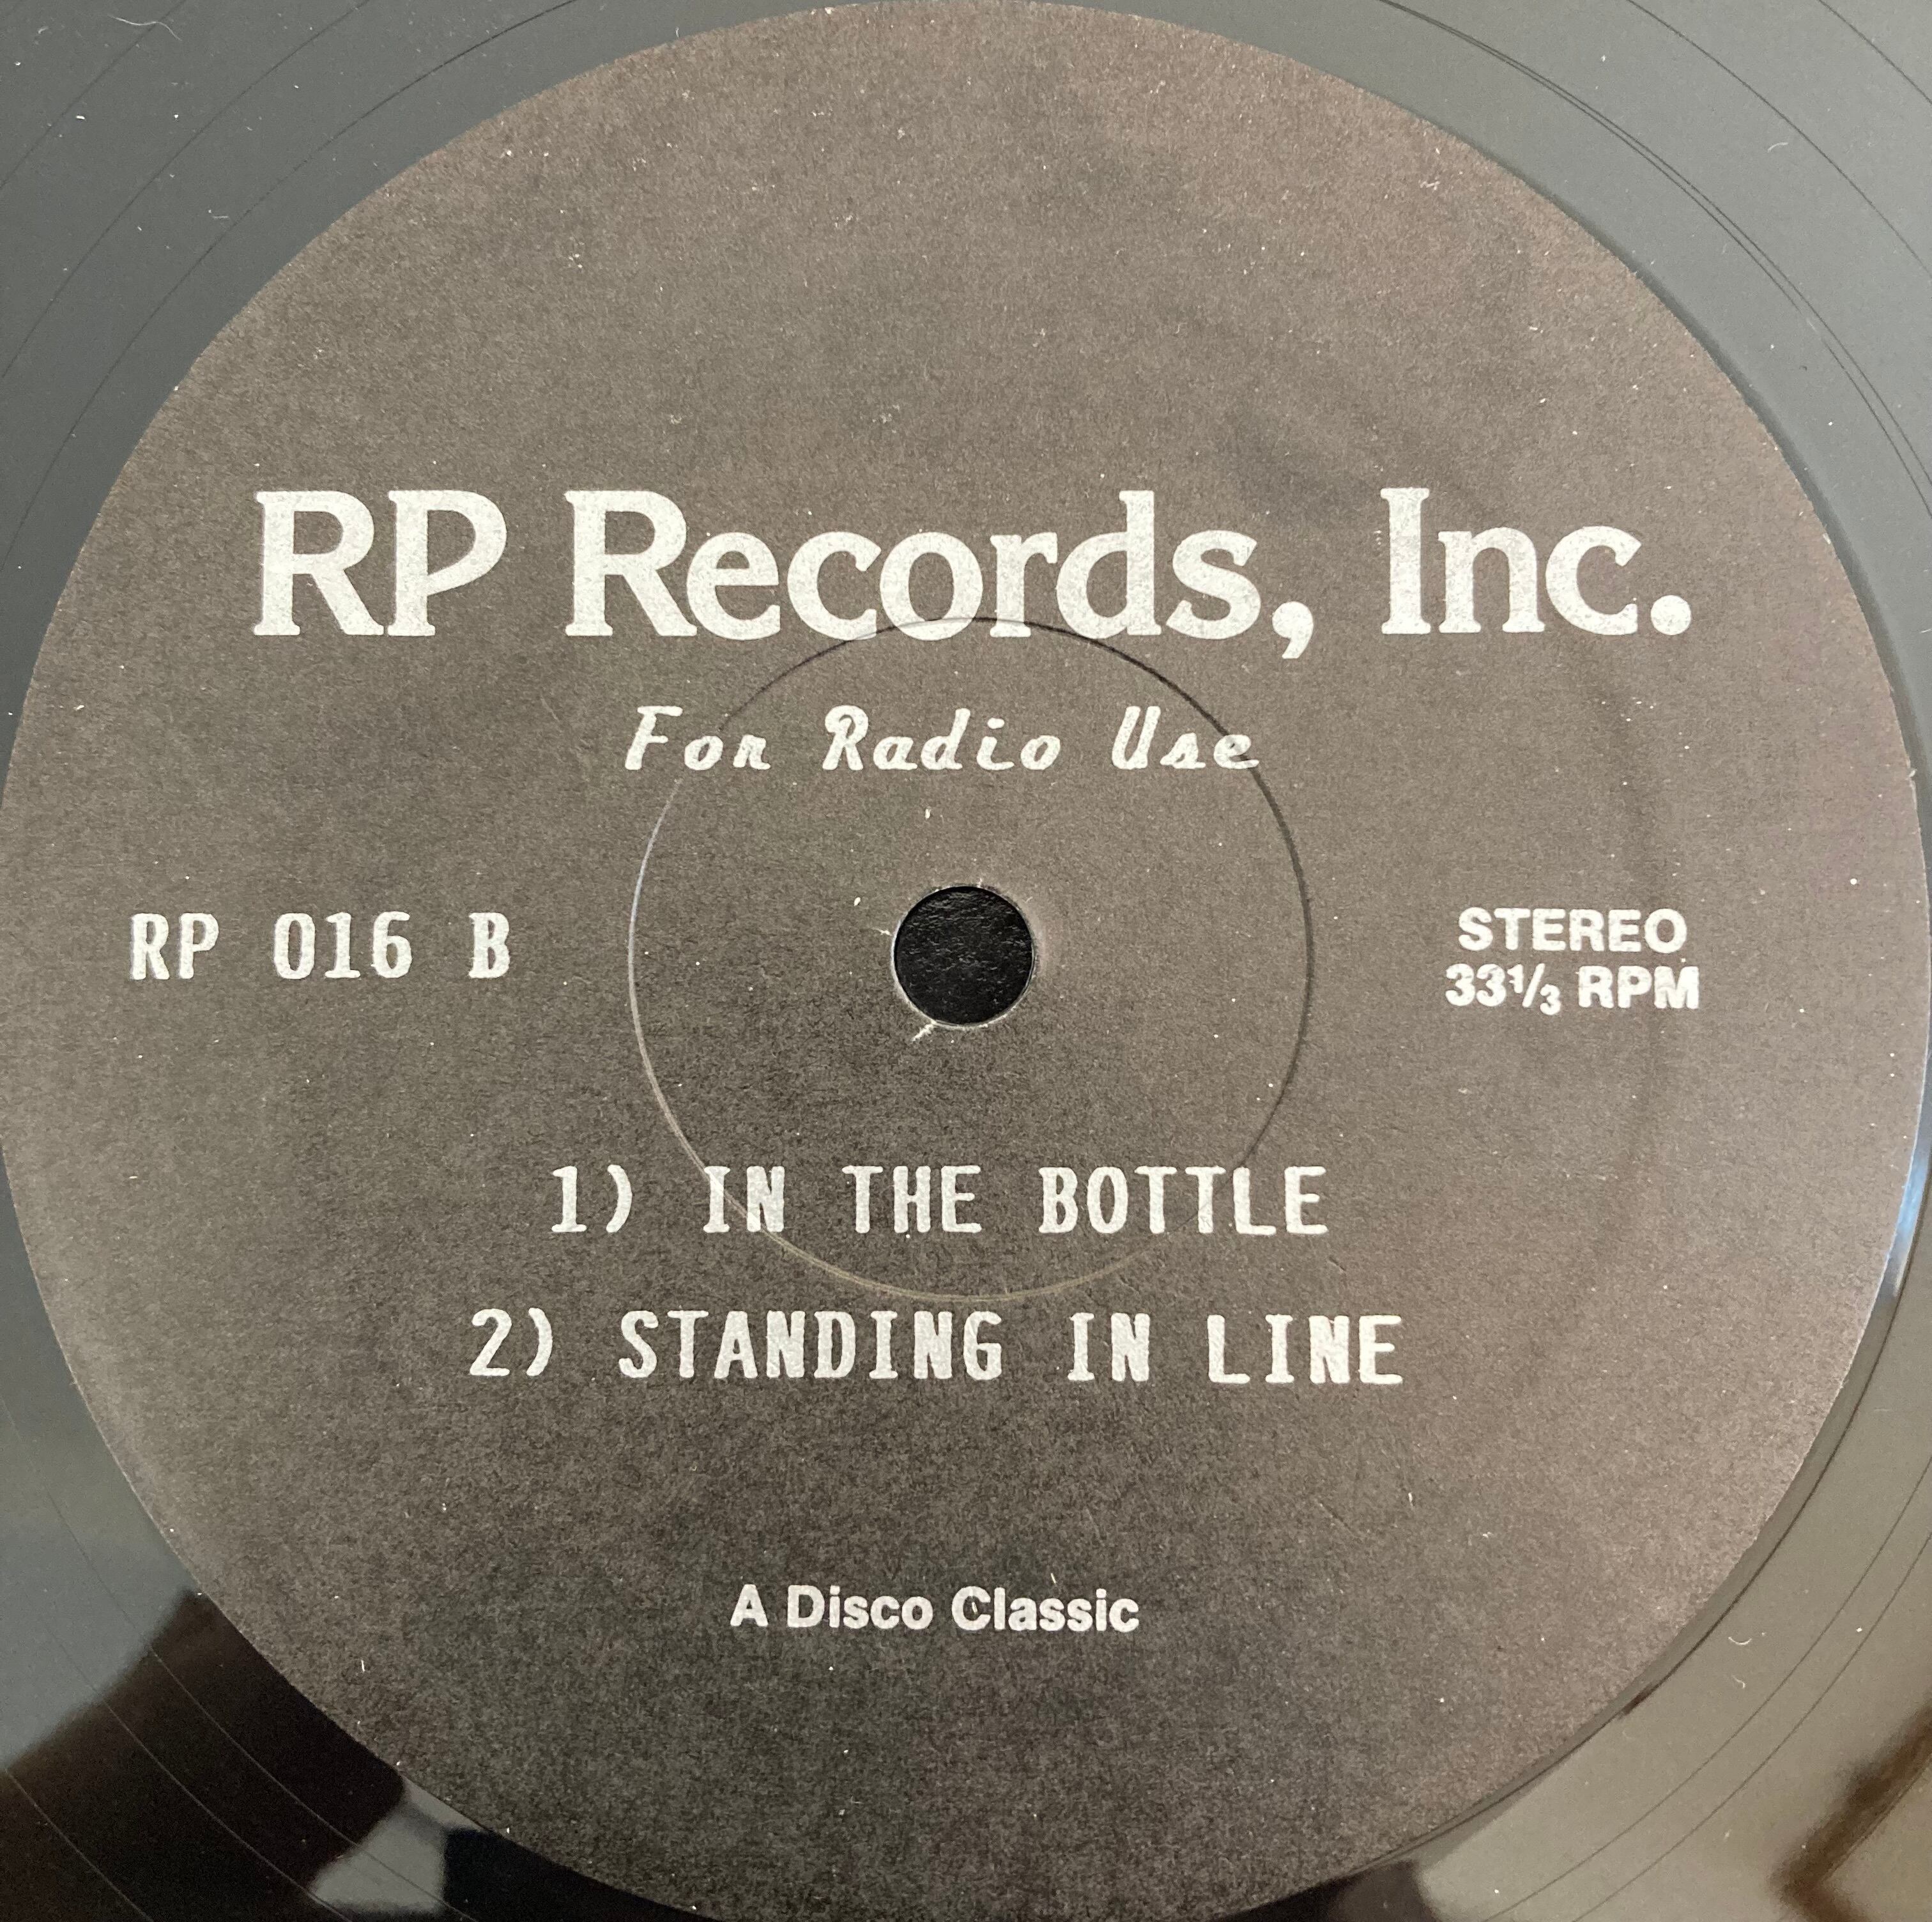 RP Records, Inc.
For Radio Use
RP 016 B
STEREO
33⅓ RPM
1) IN THE BOTTLE
2) STANDING IN LINE
A Disco Classic